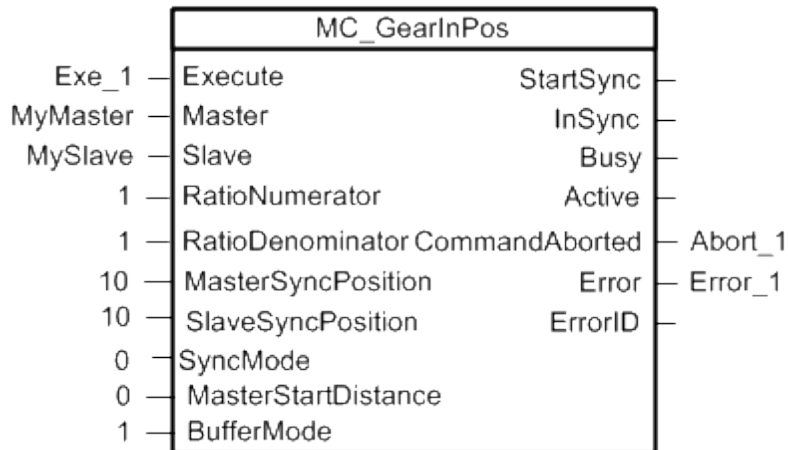 MC_GearInPos
Exe_1 Execute StartSync
MyMaster Master InSync
MySlave Slave Busy
1 RatioNumerator Active
1 RatioDenominator CommandAborted Abort_1
10 MasterSyncPosition Error Error_1
10 SlaveSyncPosition ErrorID
0 SyncMode
0 MasterStartDistance
1 BufferMode